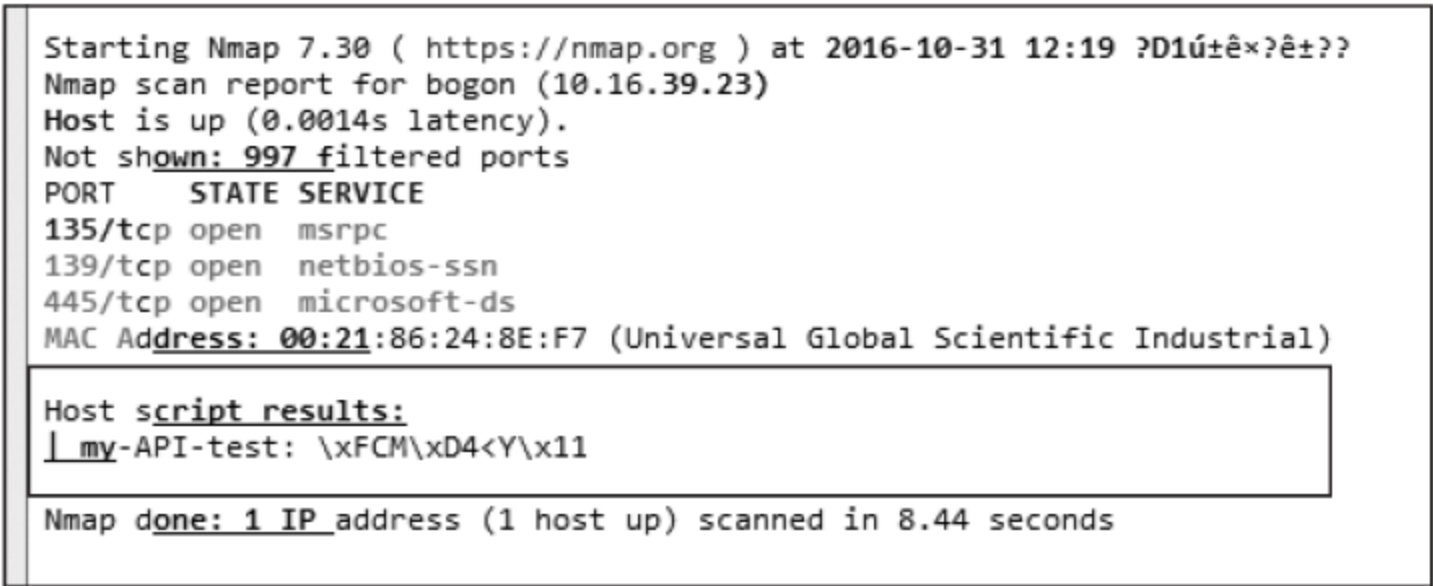 Starting Nmap 7.30 ( https://nmap.org ) at 2016-10-31 12:19 ?D1ú±ê×?ê±??
Nmap scan report for bogon (10.16.39.23)
Host is up (0.0014s latency).
Not shown: 997 filtered ports
PORT    STATE SERVICE
135/tcp open  msrpc
139/tcp open  netbios-ssn
445/tcp open  microsoft-ds
MAC Address: 00:21:86:24:8E:F7 (Universal Global Scientific Industrial)
Host script results:
| my-API-test: \xFCM\xD4<Y\x11
Nmap done: 1 IP address (1 host up) scanned in 8.44 seconds